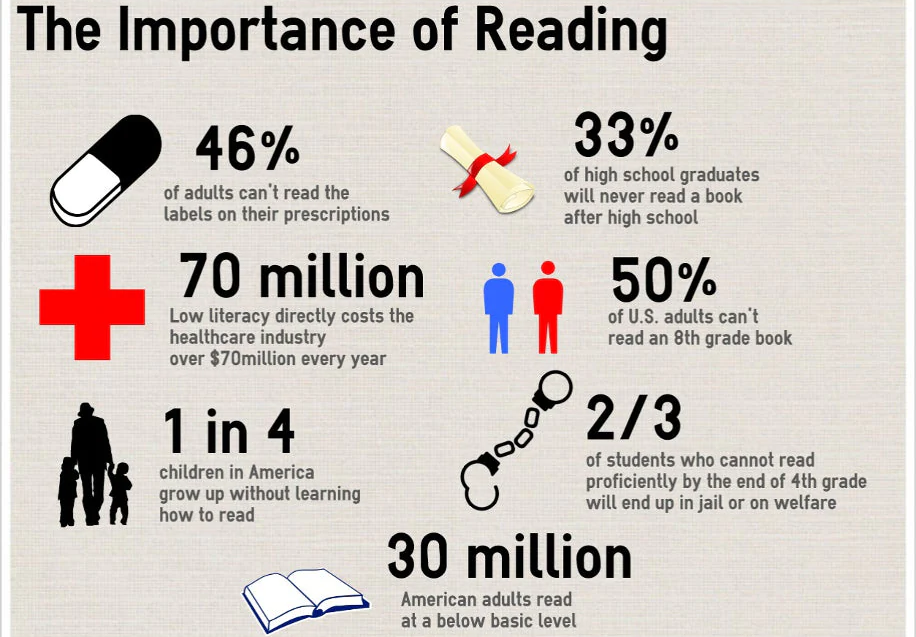 The Importance of Reading
46%
of adults can't read the
labels on their prescriptions
33%
of high school graduates
will never read a book
after high school
70 million
Low literacy directly costs the
healthcare industry
over $70million every year
50%
of U.S. adults can't
read an 8th grade book
1 in 4
children in America
grow up without learning
how to read
2/3
of students who cannot read
proficiently by the end of 4th grade
will end up in jail or on welfare
30 million
American adults read
at a below basic level